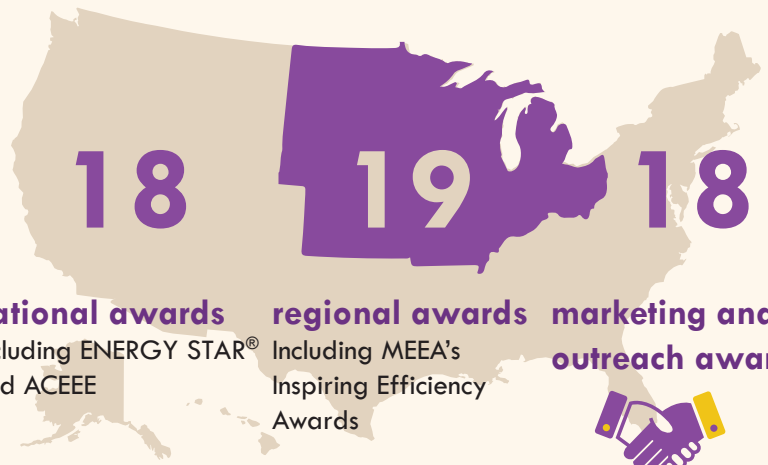 18
19
18
ational awards
cluding ENERGY STAR®
d ACEEE
regional awards
Including MEEA's
Inspiring Efficiency
Awards
marketing and
outreach awar